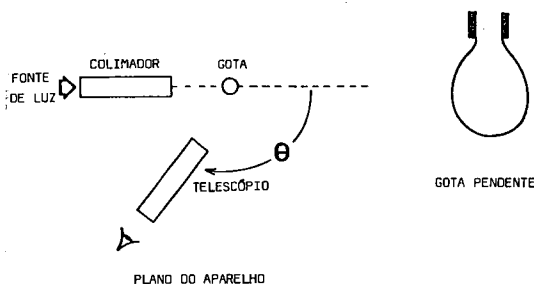 COLIMADOR
GOTA
FONTE
DE LUZ
θ
TELESCÓPIO
GOTA PENDENTE
PLANO DO APARELHO